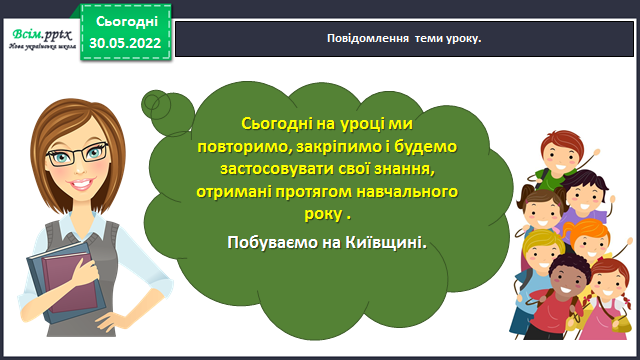 Всім.pptx
Нова українська школа
Сьогодні
30.05.2022
Повідомлення теми уроку.
Сьогодні на уроці ми
повторимо, закріпимо і будемо
застосовувати свої знання,
отримані протягом навчального
року .
Побуваємо на Київщині.